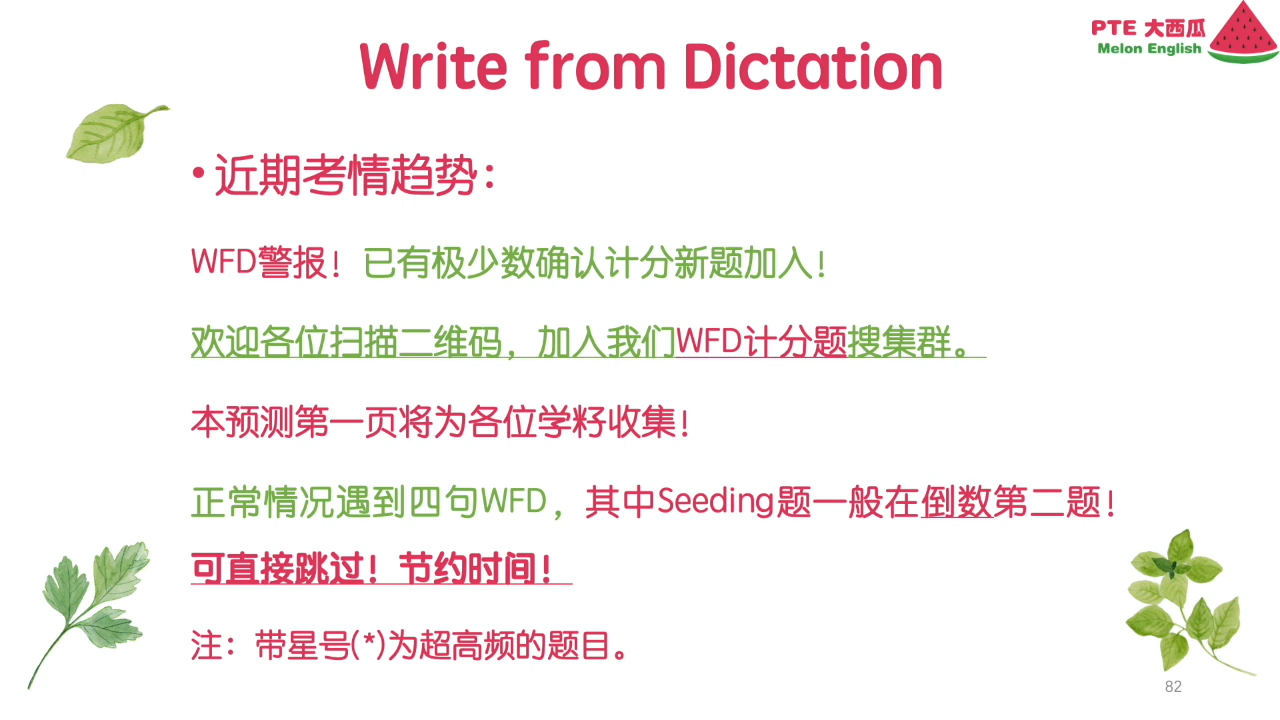 PTE 大西瓜
Melon English
Write from Dictation
• 近期考情趋势：
WFD警报！已有极少数确认计分新题加入！
欢迎各位扫描二维码，加入我们WFD计分题搜集群。
本预测第一页将为各位学籽收集！
正常情况遇到四句WFD，其中Seeding题一般在倒数第二题！
可直接跳过！节约时间！
注：带星号(*)为超高频的题目。
82